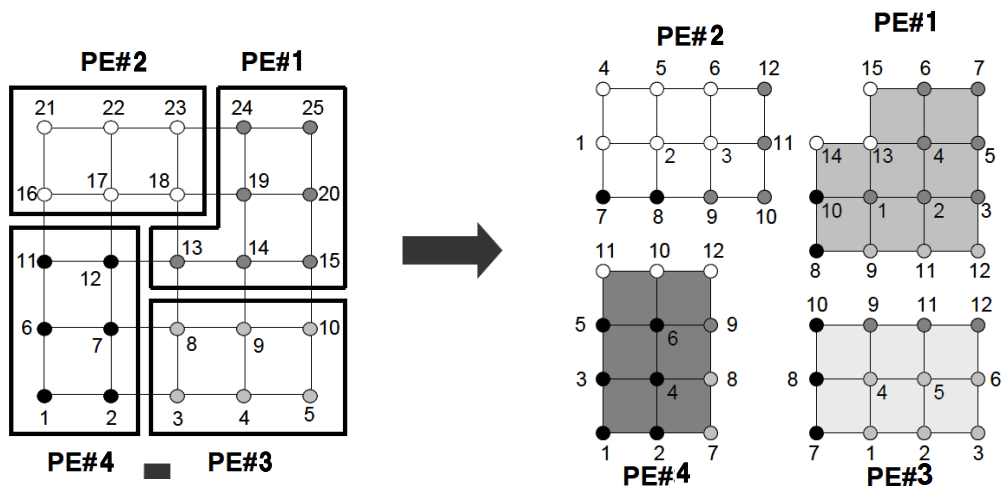 PE#2 PE#1
21 22 23 24 25
16 17 18 19 20
11 12 13 14 15
6 7 8 9 10
1 2 3 4 5
PE#4 PE#3
PE#2
4 5 6 12
1 2 3 11
7 8 9 10
PE#1
15 6 7
14 13 4 5
10 1 2 3
8 9 11 12
11 10 12
5 6 9
3 4 8
1 2 7
PE#4
10 9 11 12
8 4 5 6
7 1 2 3
PE#3